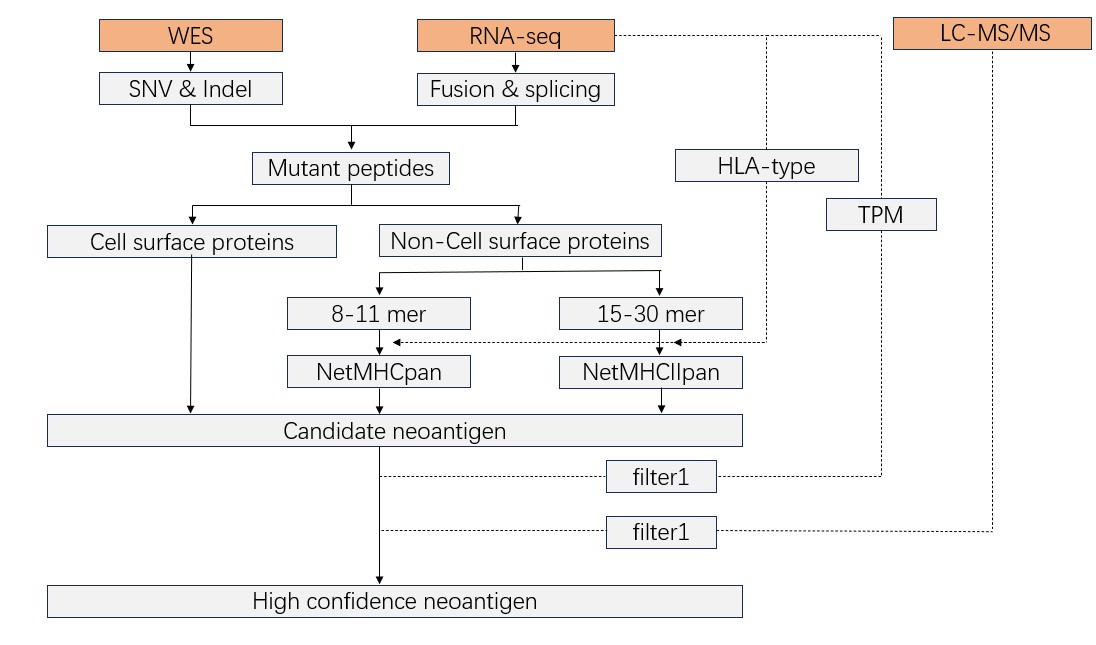 WES
RNA-seq
LC-MS/MS
SNV & Indel
Fusion & splicing
Mutant peptides
HLA-type
TPM
Cell surface proteins
Non-Cell surface proteins
8-11 mer
15-30 mer
NetMHCpan
NetMHCIIpan
Candidate neoantigen
filter1
filter1
High confidence neoantigen